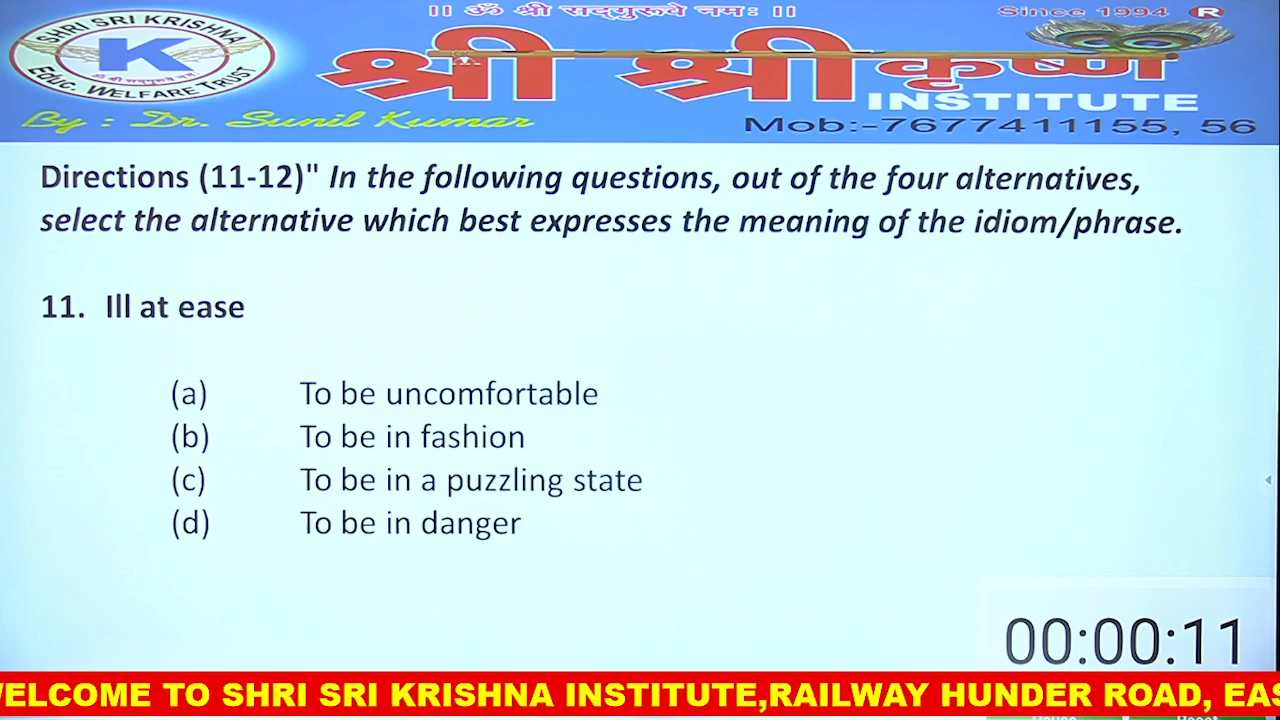 || ॐ श्री सद्गुरूवे नमः ||
Since 1994 ®
SHRI SRI KRISHNA
K
EDUC. WELFARE TRUST
श्री श्री कृष्ण
INSTITUTE
By : Dr. Sunil Kumar
Mob:-7677411155, 56
Directions (11-12)" In the following questions, out of the four alternatives,
select the alternative which best expresses the meaning of the idiom/phrase.
11. Ill at ease
(a) To be uncomfortable
(b) To be in fashion
(c) To be in a puzzling state
(d) To be in danger
00:00:11
WELCOME TO SHRI SRI KRISHNA INSTITUTE,RAILWAY HUNDER ROAD, EAS